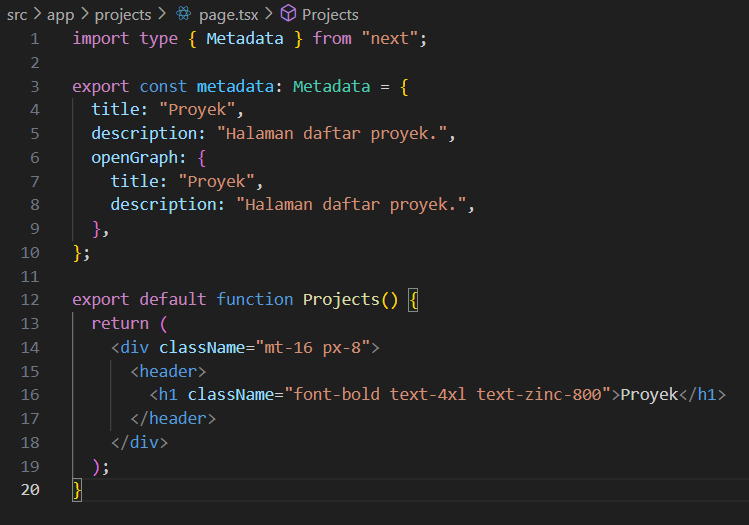 src > app > projects > page.tsx > Projects
1 import type { Metadata } from "next";
2
3 export const metadata: Metadata = {
4   title: "Proyek",
5   description: "Halaman daftar proyek.",
6   openGraph: {
7     title: "Proyek",
8     description: "Halaman daftar proyek.",
9   },
10 };
11
12 export default function Projects() {
13   return (
14     <div className="mt-16 px-8">
15       <header>
16         <h1 className="font-bold text-4xl text-zinc-800">Proyek</h1>
17       </header>
18     </div>
19   );
20 }